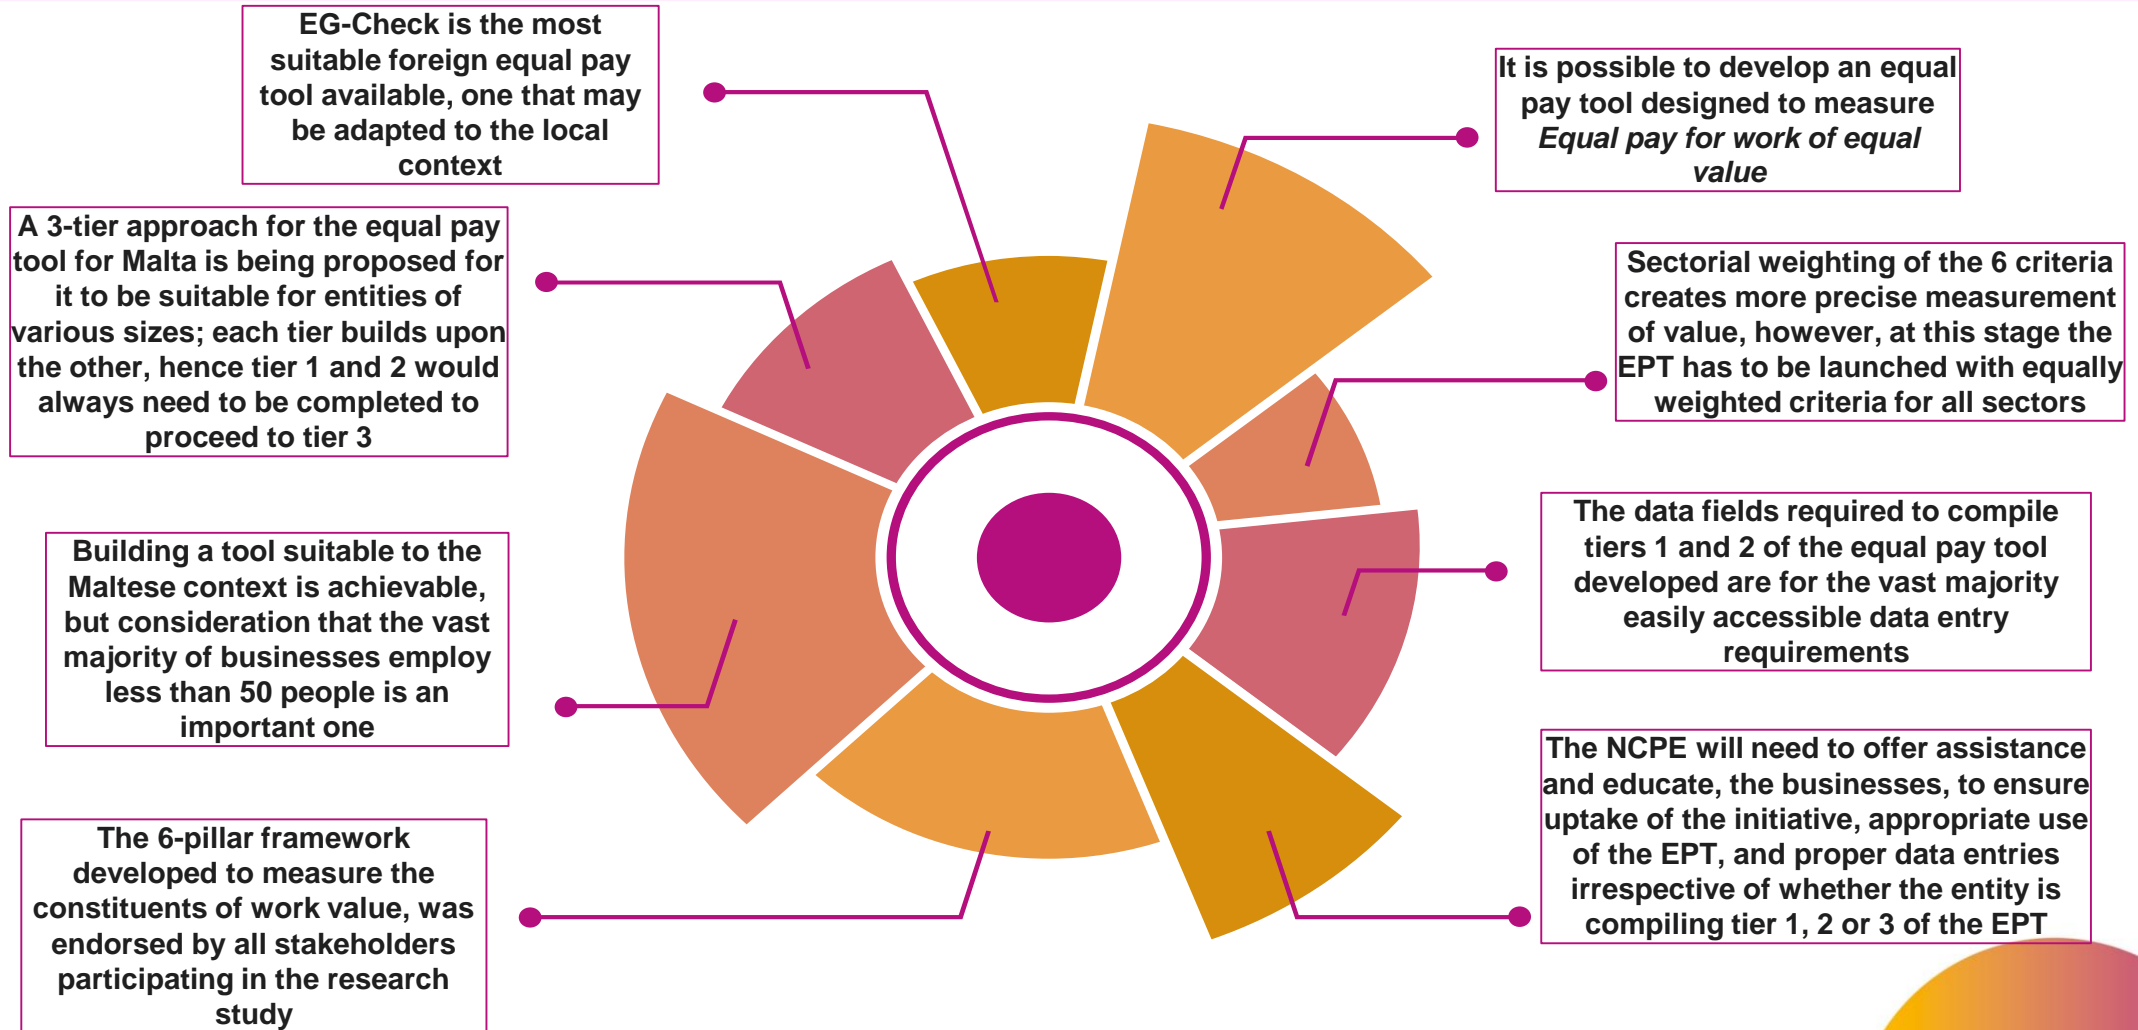 EG-Check is the most
suitable foreign equal pay
tool available, one that may
be adapted to the local
context
It is possible to develop an equal
pay tool designed to measure
Equal pay for work of equal
value
A 3-tier approach for the equal pay
tool for Malta is being proposed for
it to be suitable for entities of
various sizes; each tier builds upon
the other, hence tier 1 and 2 would
always need to be completed to
proceed to tier 3
Sectorial weighting of the 6 criteria
creates more precise measurement
of value, however, at this stage the
EPT has to be launched with equally
weighted criteria for all sectors
Building a tool suitable to the
Maltese context is achievable,
but consideration that the vast
majority of businesses employ
less than 50 people is an
important one
The data fields required to compile
tiers 1 and 2 of the equal pay tool
developed are for the vast majority
easily accessible data entry
requirements
The 6-pillar framework
developed to measure the
constituents of work value, was
endorsed by all stakeholders
participating in the research
study
The NCPE will need to offer assistance
and educate, the businesses, to ensure
uptake of the initiative, appropriate use
of the EPT, and proper data entries
irrespective of whether the entity is
compiling tier 1, 2 or 3 of the EPT